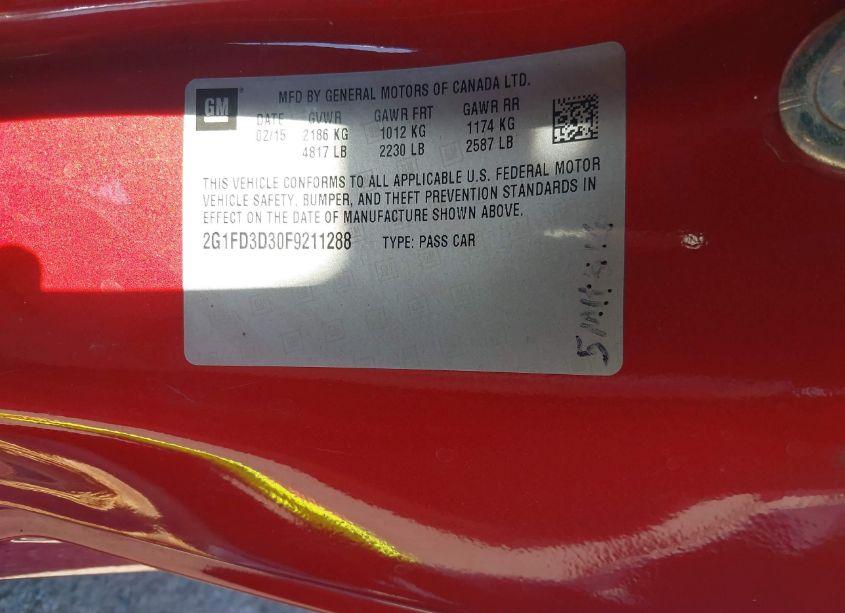 GM
MFD BY GENERAL MOTORS OF CANADA LTD.
DATE GVWR GAWR FRT GAWR RR
02/15 2186 KG 1012 KG 1174 KG
4817 LB 2230 LB 2587 LB
THIS VEHICLE CONFORMS TO ALL APPLICABLE U.S. FEDERAL MOTOR
VEHICLE SAFETY, BUMPER, AND THEFT PREVENTION STANDARDS IN
EFFECT ON THE DATE OF MANUFACTURE SHOWN ABOVE.
2G1FD3D30F9211288 TYPE: PASS CAR